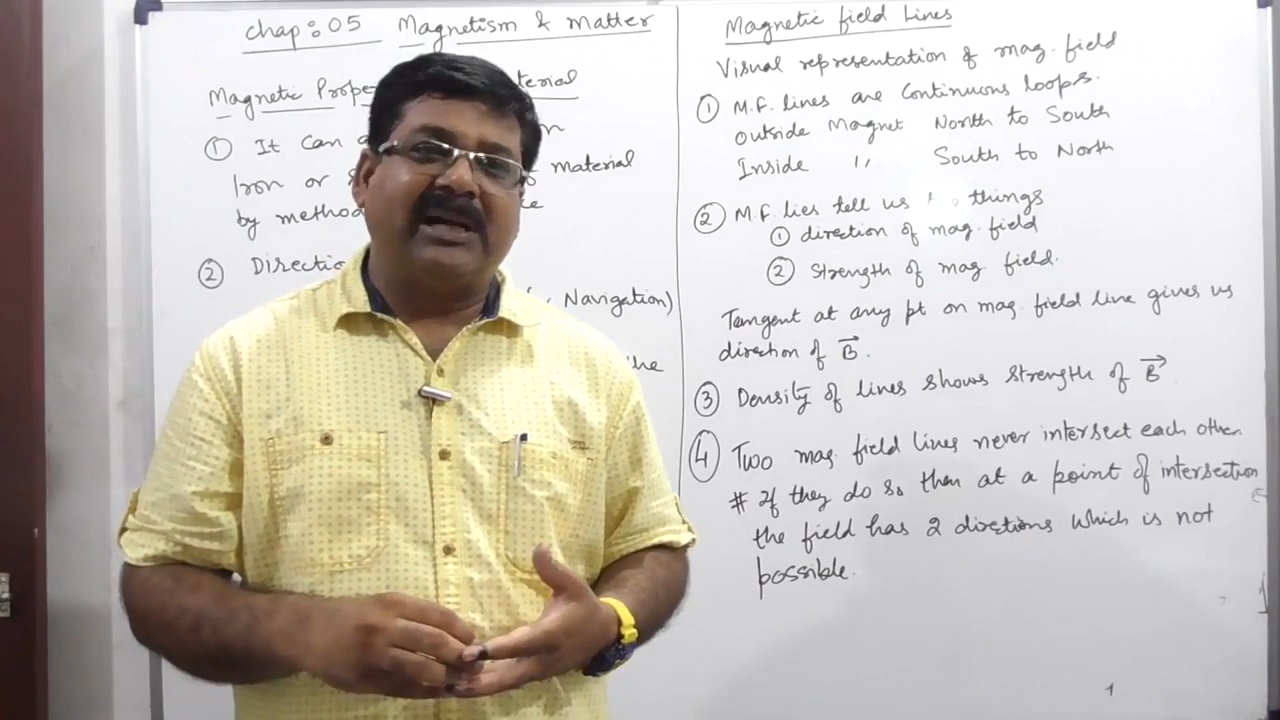 chap: 05 Magnetism & Matter
Magnetic
① It can
Iron or material
by
②
Navigation)
the
Magnetic field Lines
Visual representation of mag. field
① M.F. lines are Continuous loops.
outside Magnet North to South
Inside ,, South to North
② M.F. lies tell us things
① direction of mag. field
② Strength of mag field.
Tangent at any pt on mag. field line gives us
direction of B⃗.
③ Density of lines shows strength of B⃗
④ Two mag field lines never intersect each other.
# If they do so then at a point of intersection
the field has 2 directions which is not
possible.